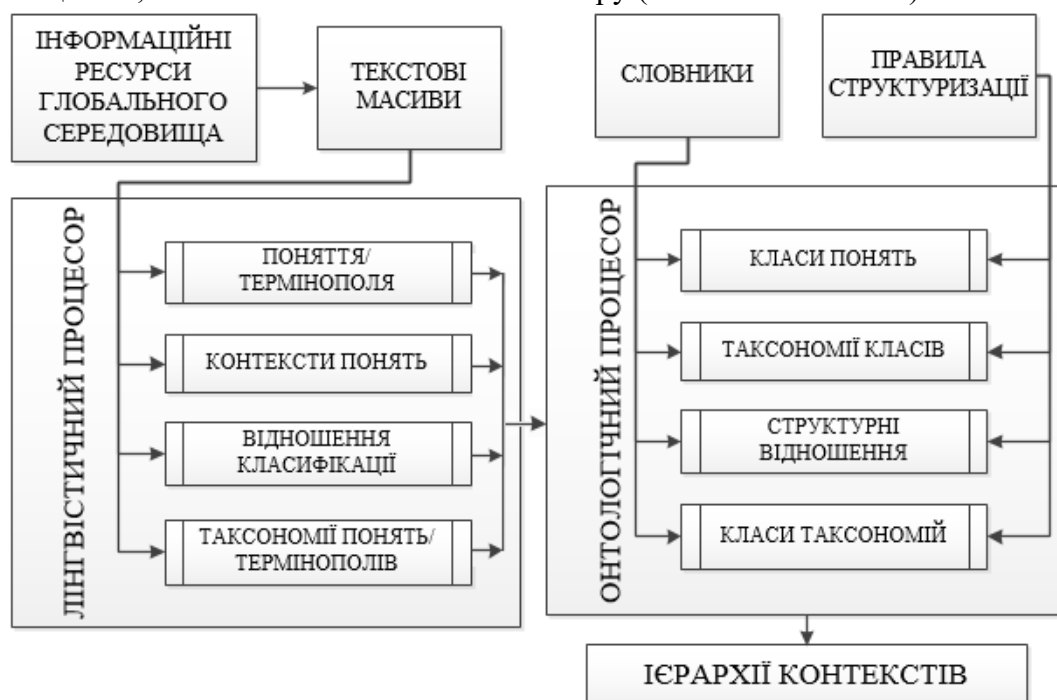 ІНФОРМАЦІЙНІ
РЕСУРСИ
ГЛОБАЛЬНОГО
СЕРЕДОВИЩА
ТЕКСТОВІ
МАСИВИ
СЛОВНИКИ
ПРАВИЛА
СТРУКТУРИЗАЦІЇ
ЛІНГВІСТИЧНИЙ ПРОЦЕСОР
ПОНЯТТЯ/
ТЕРМІНОПОЛЯ
КОНТЕКСТИ ПОНЯТЬ
ВІДНОШЕННЯ
КЛАСИФІКАЦІЇ
ТАКСОНОМІЇ ПОНЯТЬ/
ТЕРМІНОПОЛІВ
ОНТОЛОГІЧНИЙ ПРОЦЕСОР
КЛАСИ ПОНЯТЬ
ТАКСОНОМІЇ КЛАСІВ
СТРУКТУРНІ
ВІДНОШЕННЯ
КЛАСИ ТАКСОНОМІЙ
ІЄРАРХІЇ КОНТЕКСТІВ